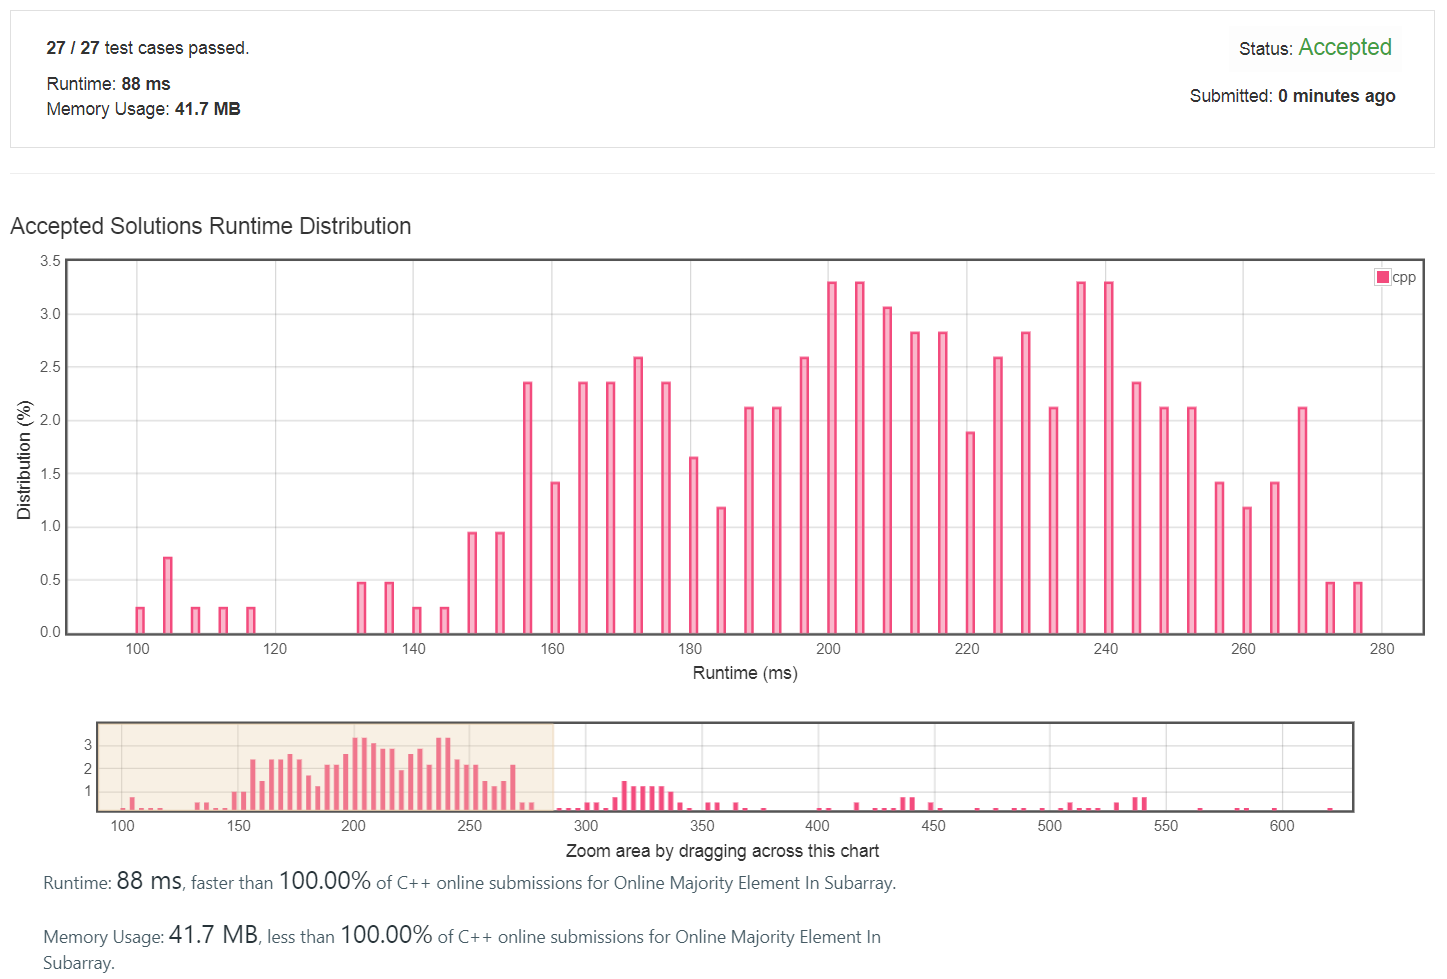 27 / 27 test cases passed.
Status: Accepted
Runtime: 88 ms
Memory Usage: 41.7 MB
Submitted: 0 minutes ago
Accepted Solutions Runtime Distribution
cpp
3.5
3.0
2.5
2.0
1.5
1.0
0.5
0.0
Distribution (%)
100 120 140 160 180 200 220 240 260 280
Runtime (ms)
3
2
1
100 150 200 250 300 350 400 450 500 550 600
Zoom area by dragging across this chart
Runtime: 88 ms, faster than 100.00% of C++ online submissions for Online Majority Element In Subarray.
Memory Usage: 41.7 MB, less than 100.00% of C++ online submissions for Online Majority Element In
Subarray.